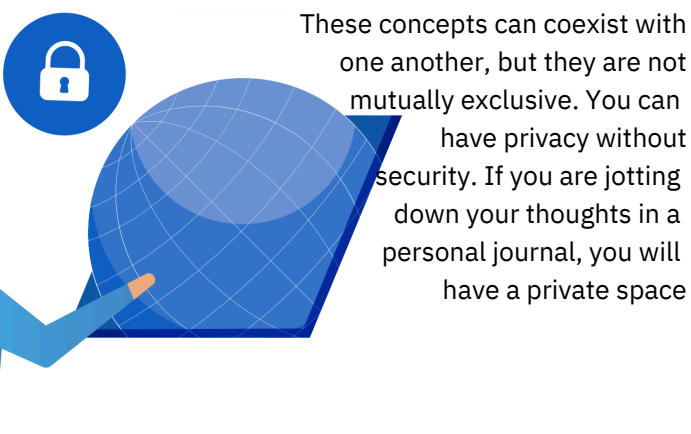 These concepts can coexist with
one another, but they are not
mutually exclusive. You can
have privacy without
security. If you are jotting
down your thoughts in a
personal journal, you will
have a private space